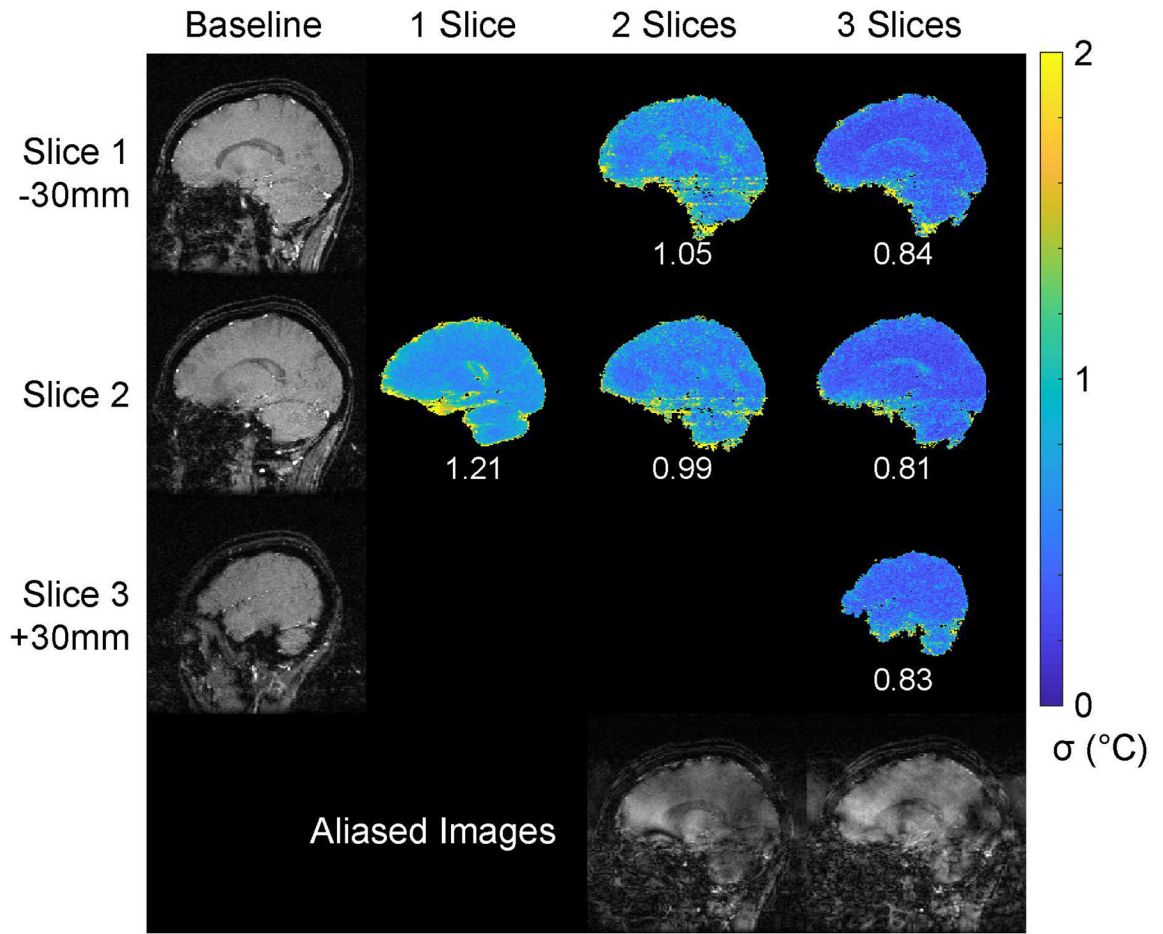 Baseline
1 Slice
2 Slices
3 Slices
2
Slice 1
-30mm
1.05
0.84
Slice 2
1
1.21
0.99
0.81
Slice 3
+30mm
0.83
0
σ (°C)
Aliased Images